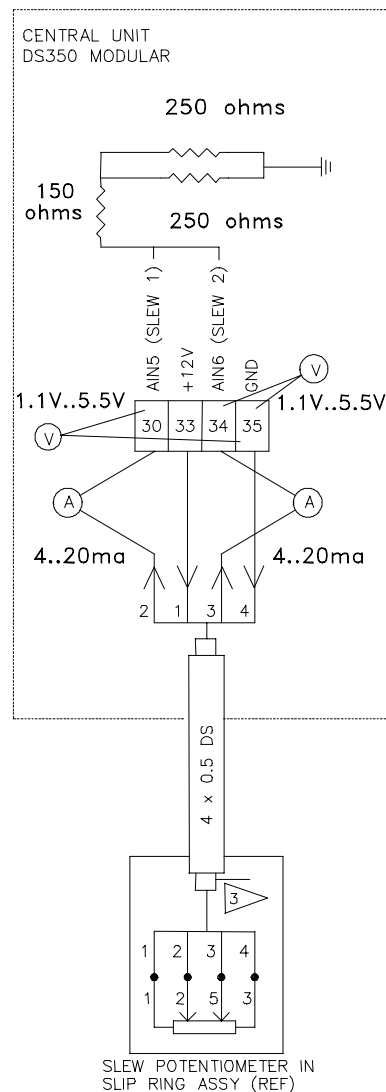 CENTRAL UNIT
DS350 MODULAR
250 ohms
150
ohms
250 ohms
AIN5 (SLEW 1)
+12V
AIN6 (SLEW 2)
GND
V
1.1V..5.5V
1.1V..5.5V
30 33 34 35
V
A
A
4..20ma
4..20ma
2 1 3 4
4 x 0.5 DS
3
1 2 3 4
1 2 5 3
SLEW POTENTIOMETER IN
SLIP RING ASSY (REF)